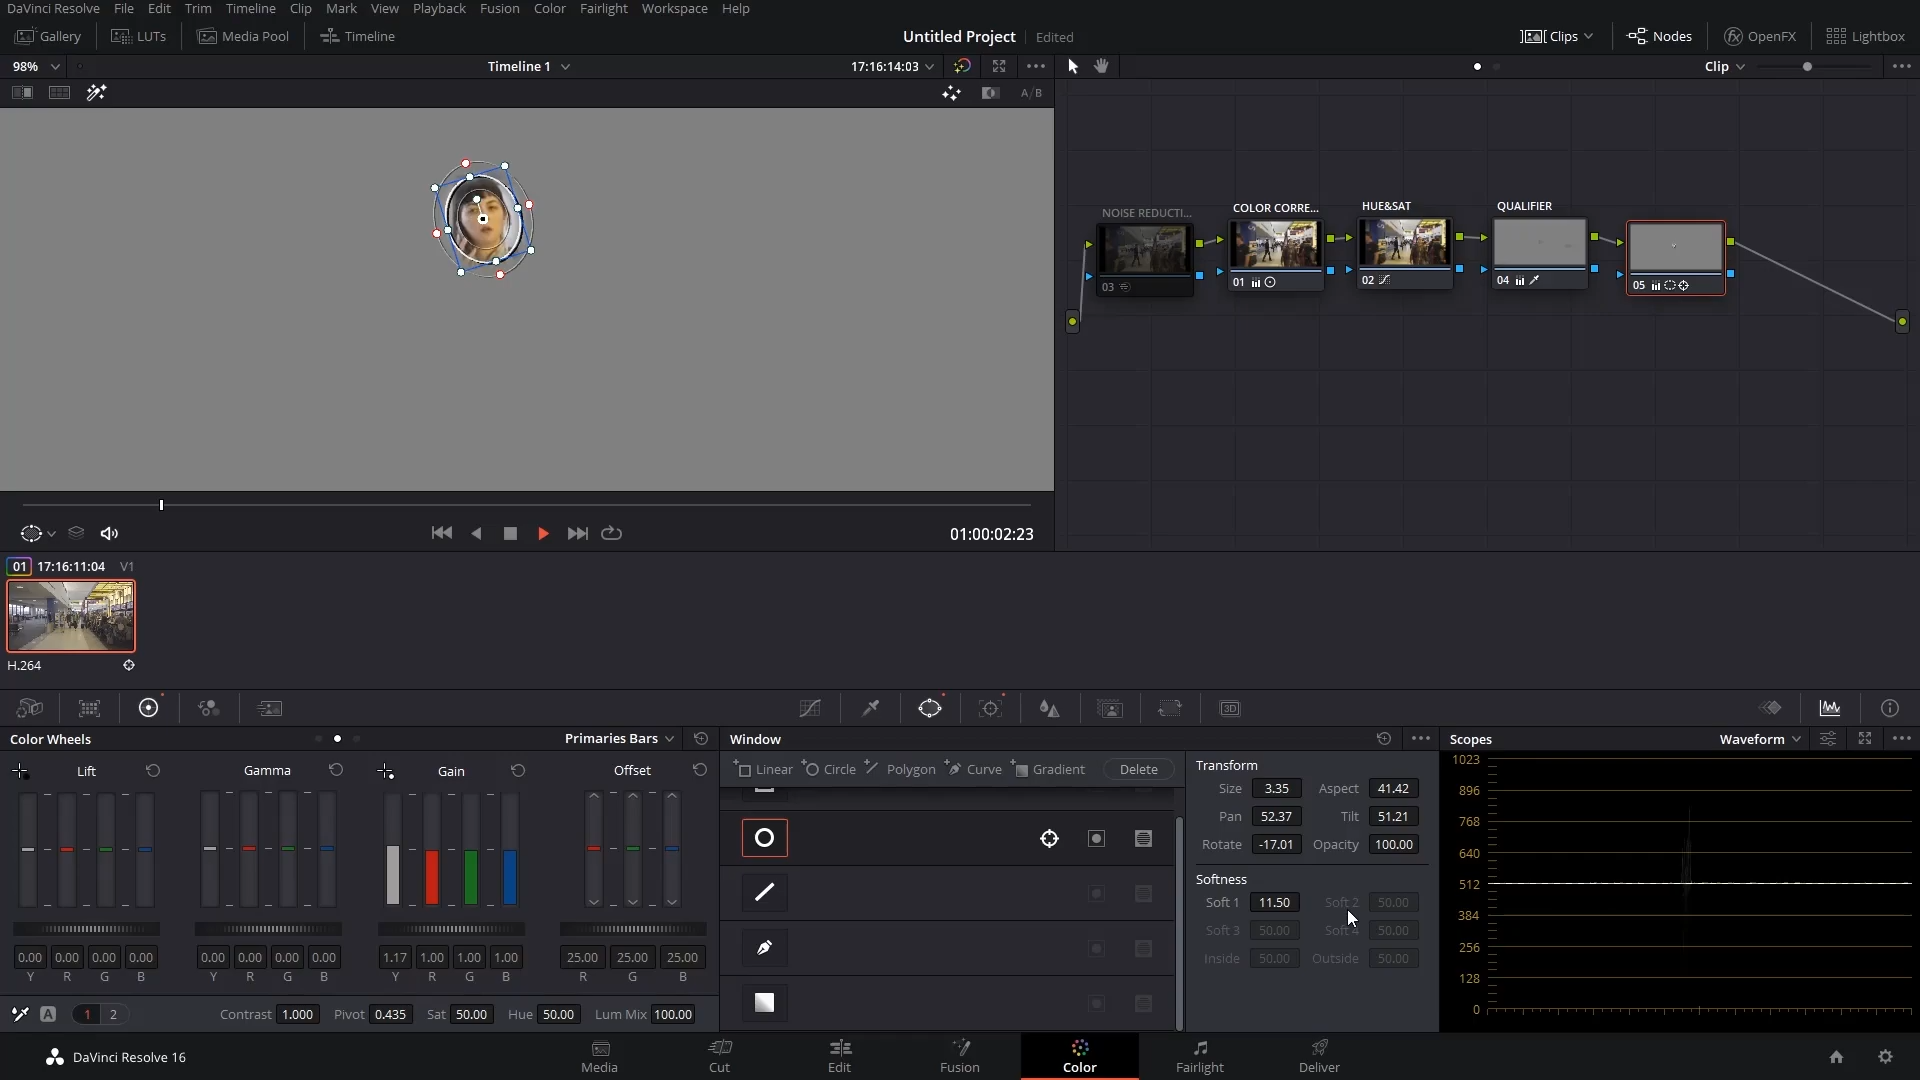 DaVinci Resolve File Edit Trim Timeline Clip Mark View Playback Fusion Color Fairlight Workspace Help
Gallery LUTs Media Pool Timeline Untitled Project Edited Clips Nodes OpenFX Lightbox
98% Timeline 1 17:16:14:03 Clip
A/B
NOISE REDUCTI... COLOR CORRE... HUE&SAT QUALIFIER
03 01 02 04 05
01:00:02:23
01 17:16:11:04 V1
H.264
3D
Color Wheels Primaries Bars Window Scopes Waveform
Lift Gamma Gain Offset
Linear Circle Polygon Curve Gradient Delete
Transform
Size 3.35 Aspect 41.42
Pan 52.37 Tilt 51.21
Rotate -17.01 Opacity 100.00
Softness
Soft 1 11.50 Soft 2 50.00
Soft 3 50.00 Soft 4 50.00
Inside 50.00 Outside 50.00
1023
896
768
640
512
384
256
128
0
0.00 0.00 0.00 0.00 0.00 0.00 0.00 0.00 1.17 1.00 1.00 1.00 25.00 25.00 25.00
Y R G B Y R G B Y R G B R G B
A 1 2 Contrast 1.000 Pivot 0.435 Sat 50.00 Hue 50.00 Lum Mix 100.00
DaVinci Resolve 16 Media Cut Edit Fusion Color Fairlight Deliver